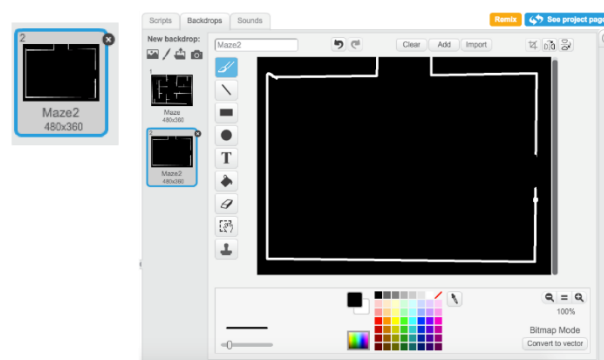 2
Maze2
480x360
Scripts
Backdrops
Sounds
Remix
See project page
New backdrop:
Maze2
Clear
Add
Import
1
Maze
480x360
2
Maze2
480x360
T
100%
Bitmap Mode
Convert to vector